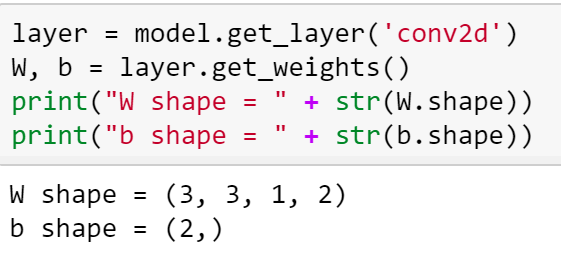 layer = model.get_layer('conv2d')
W, b = layer.get_weights()
print("W shape = " + str(W.shape))
print("b shape = " + str(b.shape))
W shape = (3, 3, 1, 2)
b shape = (2,)